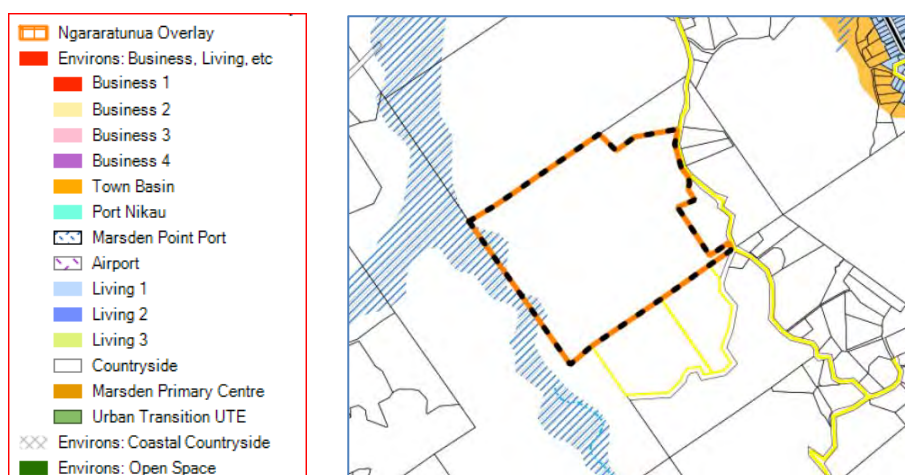 Ngararatunua Overlay
Environs: Business, Living, etc
Business 1
Business 2
Business 3
Business 4
Town Basin
Port Nikau
Marsden Point Port
Airport
Living 1
Living 2
Living 3
Countryside
Marsden Primary Centre
Urban Transition UTE
Environs: Coastal Countryside
Environs: Open Space